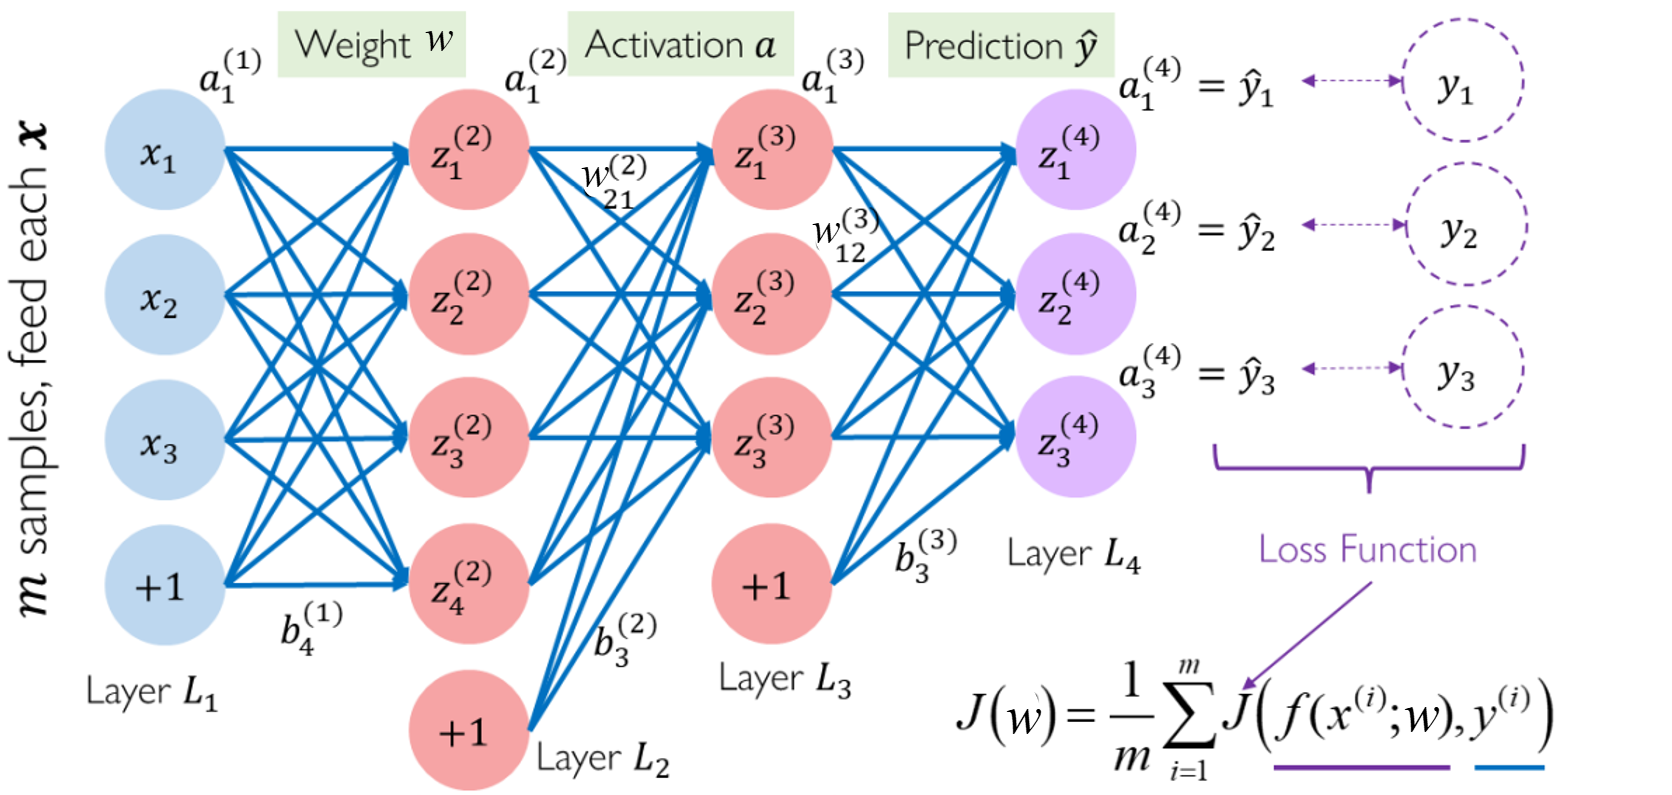 Weight w
Activation a
Prediction ŷ
a₁⁽¹⁾
a₁⁽²⁾
a₁⁽³⁾
a₁⁽⁴⁾ = ŷ₁
y₁
m samples, feed each x
x₁
z₁⁽²⁾
w₂₁⁽²⁾
z₁⁽³⁾
z₁⁽⁴⁾
a₂⁽⁴⁾ = ŷ₂
y₂
w₁₂⁽³⁾
x₂
z₂⁽²⁾
z₂⁽³⁾
z₂⁽⁴⁾
a₃⁽⁴⁾ = ŷ₃
y₃
x₃
z₃⁽²⁾
z₃⁽³⁾
z₃⁽⁴⁾
+1
z₄⁽²⁾
+1
b₃⁽³⁾
Layer L₄
Loss Function
b₄⁽¹⁾
b₃⁽²⁾
Layer L₁
Layer L₃
+1
Layer L₂
J(w) = 1/m ∑ᵢ₌₁ᵐ J(f(x⁽ⁱ⁾;w), y⁽ⁱ⁾)